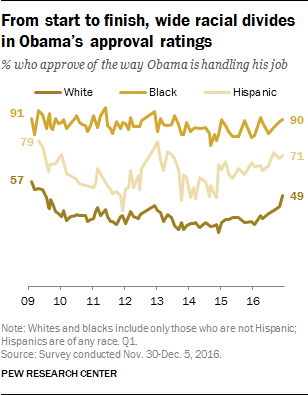 From start to finish, wide racial divides
in Obama's approval ratings
% who approve of the way Obama is handling his job
White Black Hispanic
91
79
57
90
71
49
09 10 11 12 13 14 15 16
Note: Whites and blacks include only those who are not Hispanic;
Hispanics are of any race. Q1.
Source: Survey conducted Nov. 30-Dec. 5, 2016.
PEW RESEARCH CENTER